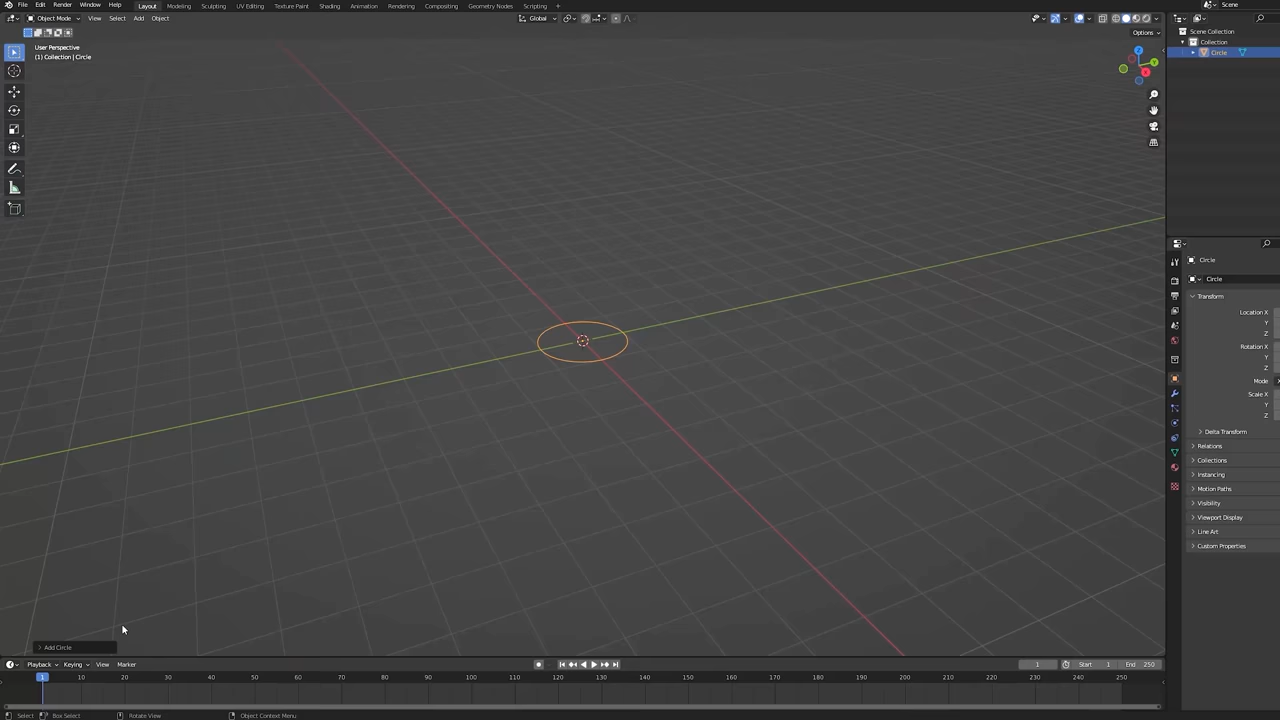 File Edit Render Window Help Layout Modeling Sculpting UV Editing Texture Paint Shading Animation Rendering Compositing Geometry Nodes Scripting + Scene
Object Mode View Select Add Object Global
Options
User Perspective
(1) Collection | Circle
Z
Y
X
Scene Collection
Collection
Circle
Circle
Circle
Transform
Location X
Y
Z
Rotation X
Y
Z
Mode
Scale X
Y
Z
Delta Transform
Relations
Collections
Instancing
Motion Paths
Visibility
Viewport Display
Line Art
Custom Properties
Add Circle
Playback Keying View Marker 1 Start 1 End 250
1 10 20 30 40 50 60 70 80 90 100 110 120 130 140 150 160 170 180 190 200 210 220 230 240 250
Select Box Select Rotate View Object Context Menu